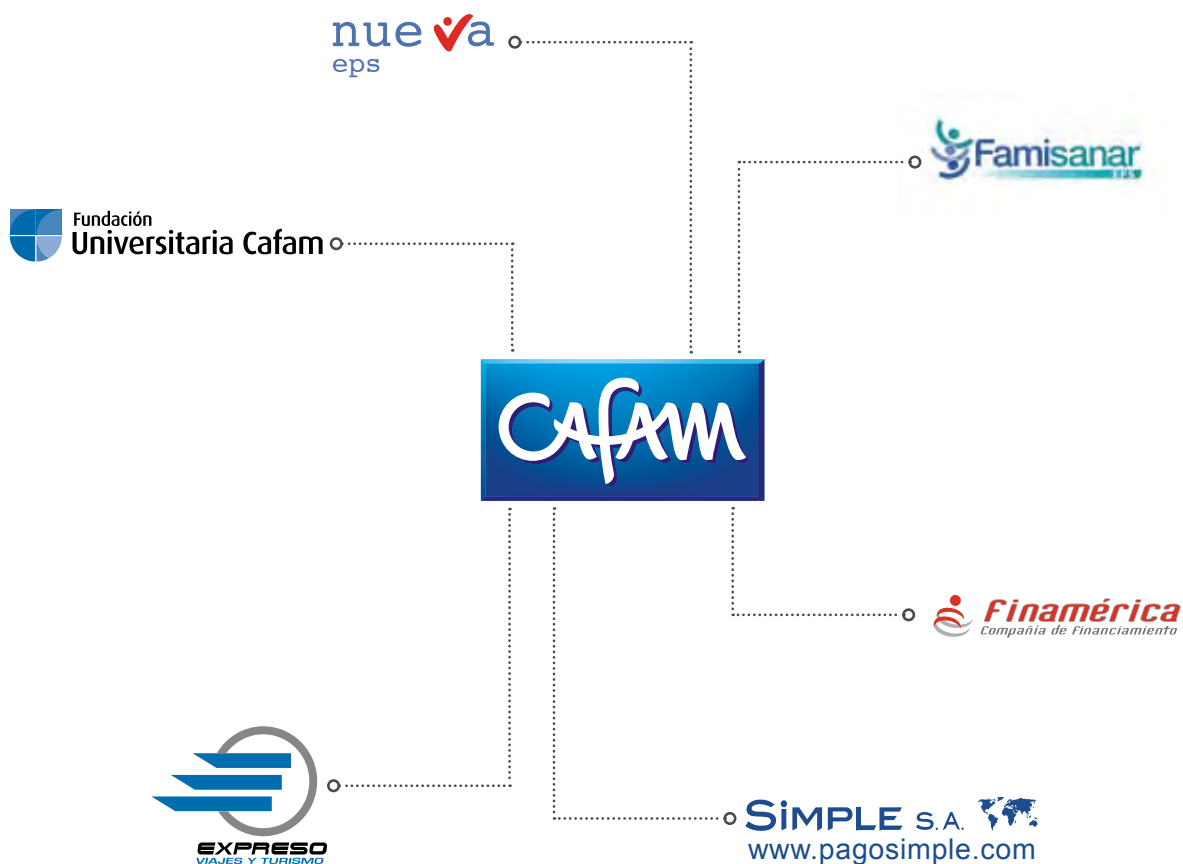 nueva
eps
Famisanar
EPS
Fundación
Universitaria Cafam
Cafam
Finamérica
Compañía de Financiamiento
EXPRESO
VIAJES Y TURISMO
SiMPLE S.A.
www.pagosimple.com